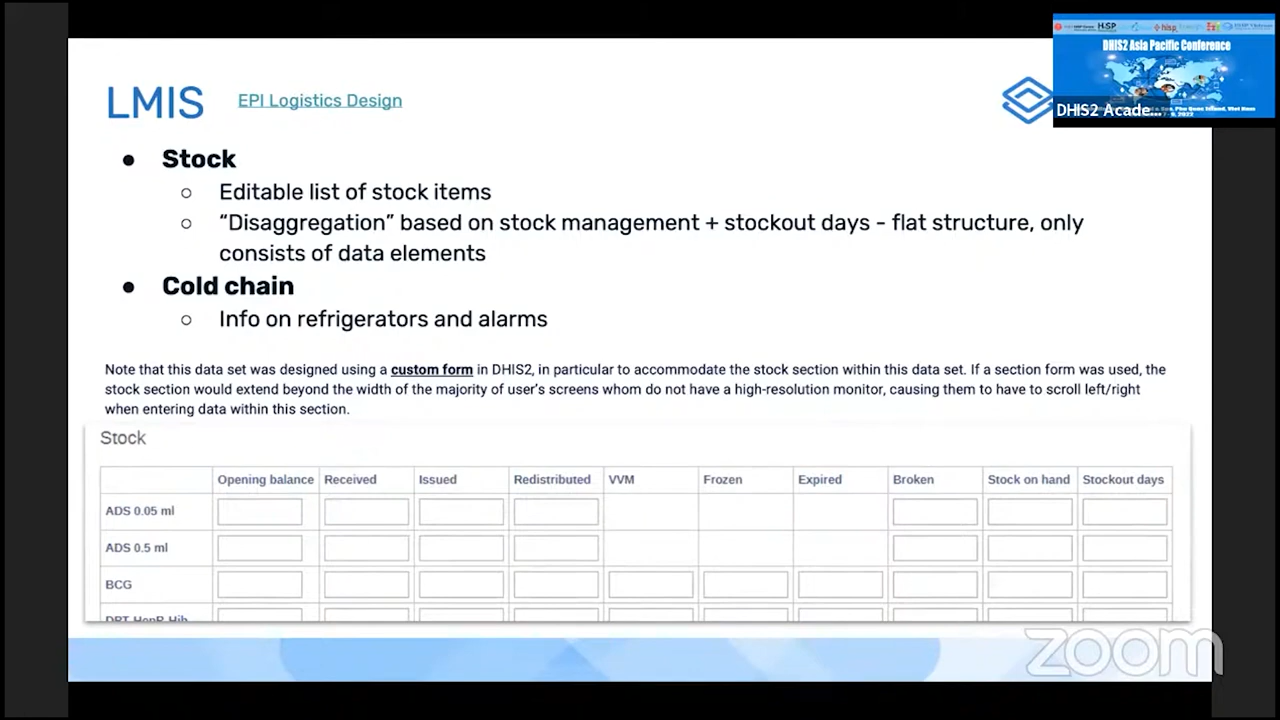 HISP
hisp
DHIS2 Asia Pacific Conference
DHIS2 Acade...
LMIS
EPI Logistics Design
● Stock
○ Editable list of stock items
○ “Disaggregation” based on stock management + stockout days - flat structure, only
consists of data elements
● Cold chain
○ Info on refrigerators and alarms
Note that this data set was designed using a custom form in DHIS2, in particular to accommodate the stock section within this data set. If a section form was used, the
stock section would extend beyond the width of the majority of user’s screens whom do not have a high-resolution monitor, causing them to have to scroll left/right
when entering data within this section.
Stock
Opening balance Received Issued Redistributed VVM Frozen Expired Broken Stock on hand Stockout days
ADS 0.05 ml
ADS 0.5 ml
BCG
DPT-HepB-Hib
zoom